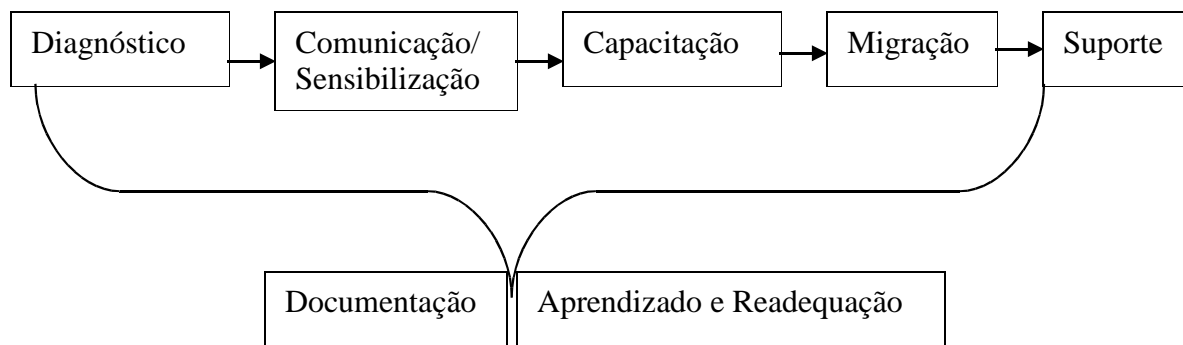 Diagnóstico
Comunicação/
Sensibilização
Capacitação
Migração
Suporte
Documentação
Aprendizado e Readequação